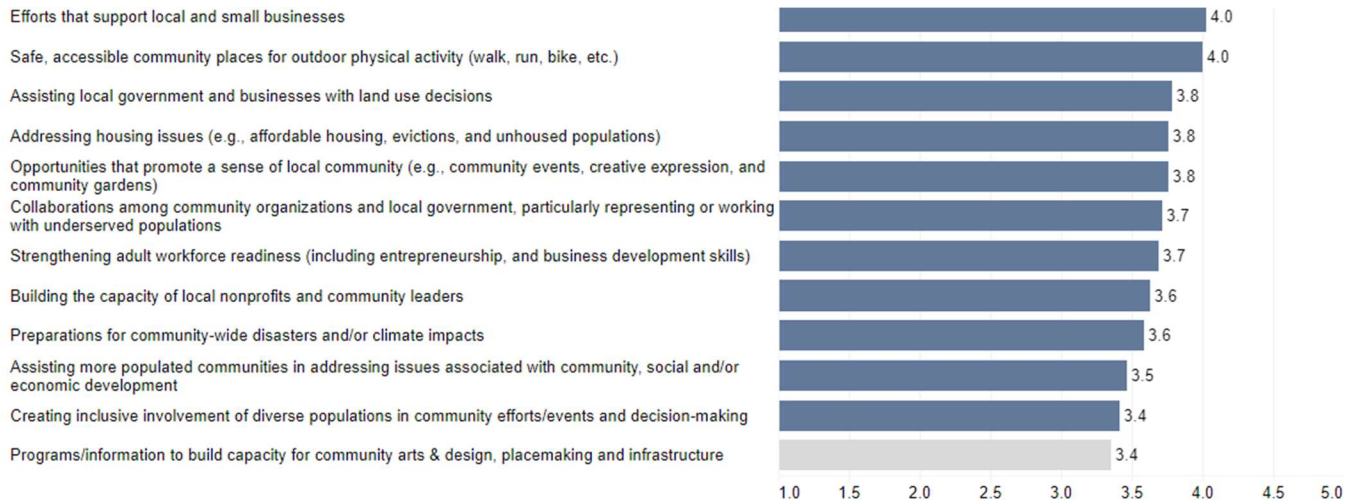 Efforts that support local and small businesses 4.0
Safe, accessible community places for outdoor physical activity (walk, run, bike, etc.) 4.0
Assisting local government and businesses with land use decisions 3.8
Addressing housing issues (e.g., affordable housing, evictions, and unhoused populations) 3.8
Opportunities that promote a sense of local community (e.g., community events, creative expression, and
community gardens) 3.8
Collaborations among community organizations and local government, particularly representing or working
with underserved populations 3.7
Strengthening adult workforce readiness (including entrepreneurship, and business development skills) 3.7
Building the capacity of local nonprofits and community leaders 3.6
Preparations for community-wide disasters and/or climate impacts 3.6
Assisting more populated communities in addressing issues associated with community, social and/or
economic development 3.5
Creating inclusive involvement of diverse populations in community efforts/events and decision-making 3.4
Programs/information to build capacity for community arts & design, placemaking and infrastructure 3.4
1.0 1.5 2.0 2.5 3.0 3.5 4.0 4.5 5.0